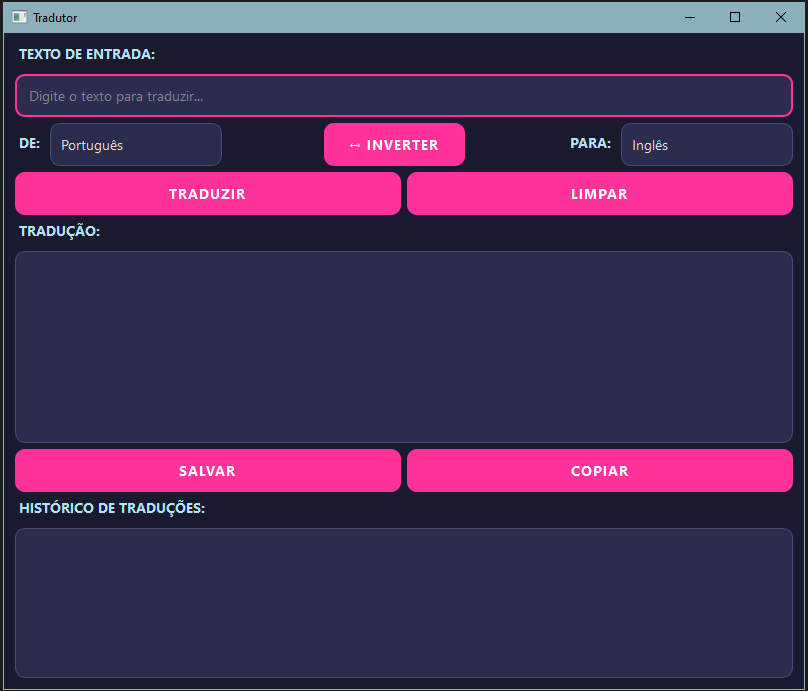 Tradutor
TEXTO DE ENTRADA:
Digite o texto para traduzir...
DE: Português ↔ INVERTER PARA: Inglês
TRADUZIR LIMPAR
TRADUÇÃO:
SALVAR COPIAR
HISTÓRICO DE TRADUÇÕES: